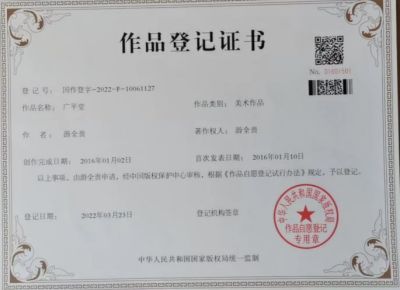 作品登记证书
No.
登 记 号： 国作登字-2022-F-10061127
作品名称： 广平堂 作品类别： 美术作品
作 者： 游全贵 著作权人： 游全贵
创作完成日期： 2016年01月02日 首次发表日期： 2016年01月10日
以上事项，由游全贵申请，经中国版权保护中心审核，根据《作品自愿登记试行办法》规定，予以登记。
登记日期： 2022年03月23日 登记机构签章
中华人民共和国国家版权局
作品自愿登记
专用章
中华人民共和国国家版权局统一监制